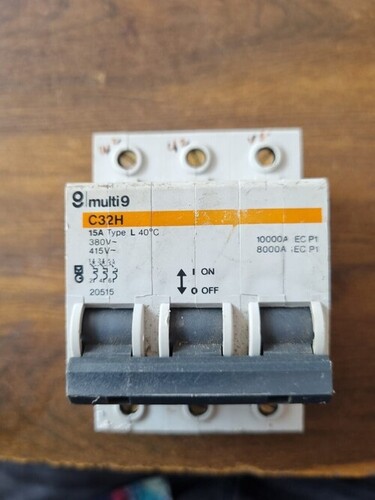 multi9
C32H
15A Type L 40°C
380V~
415V~
10000A IEC P1
8000A IEC P1
I ON
O OFF
20515